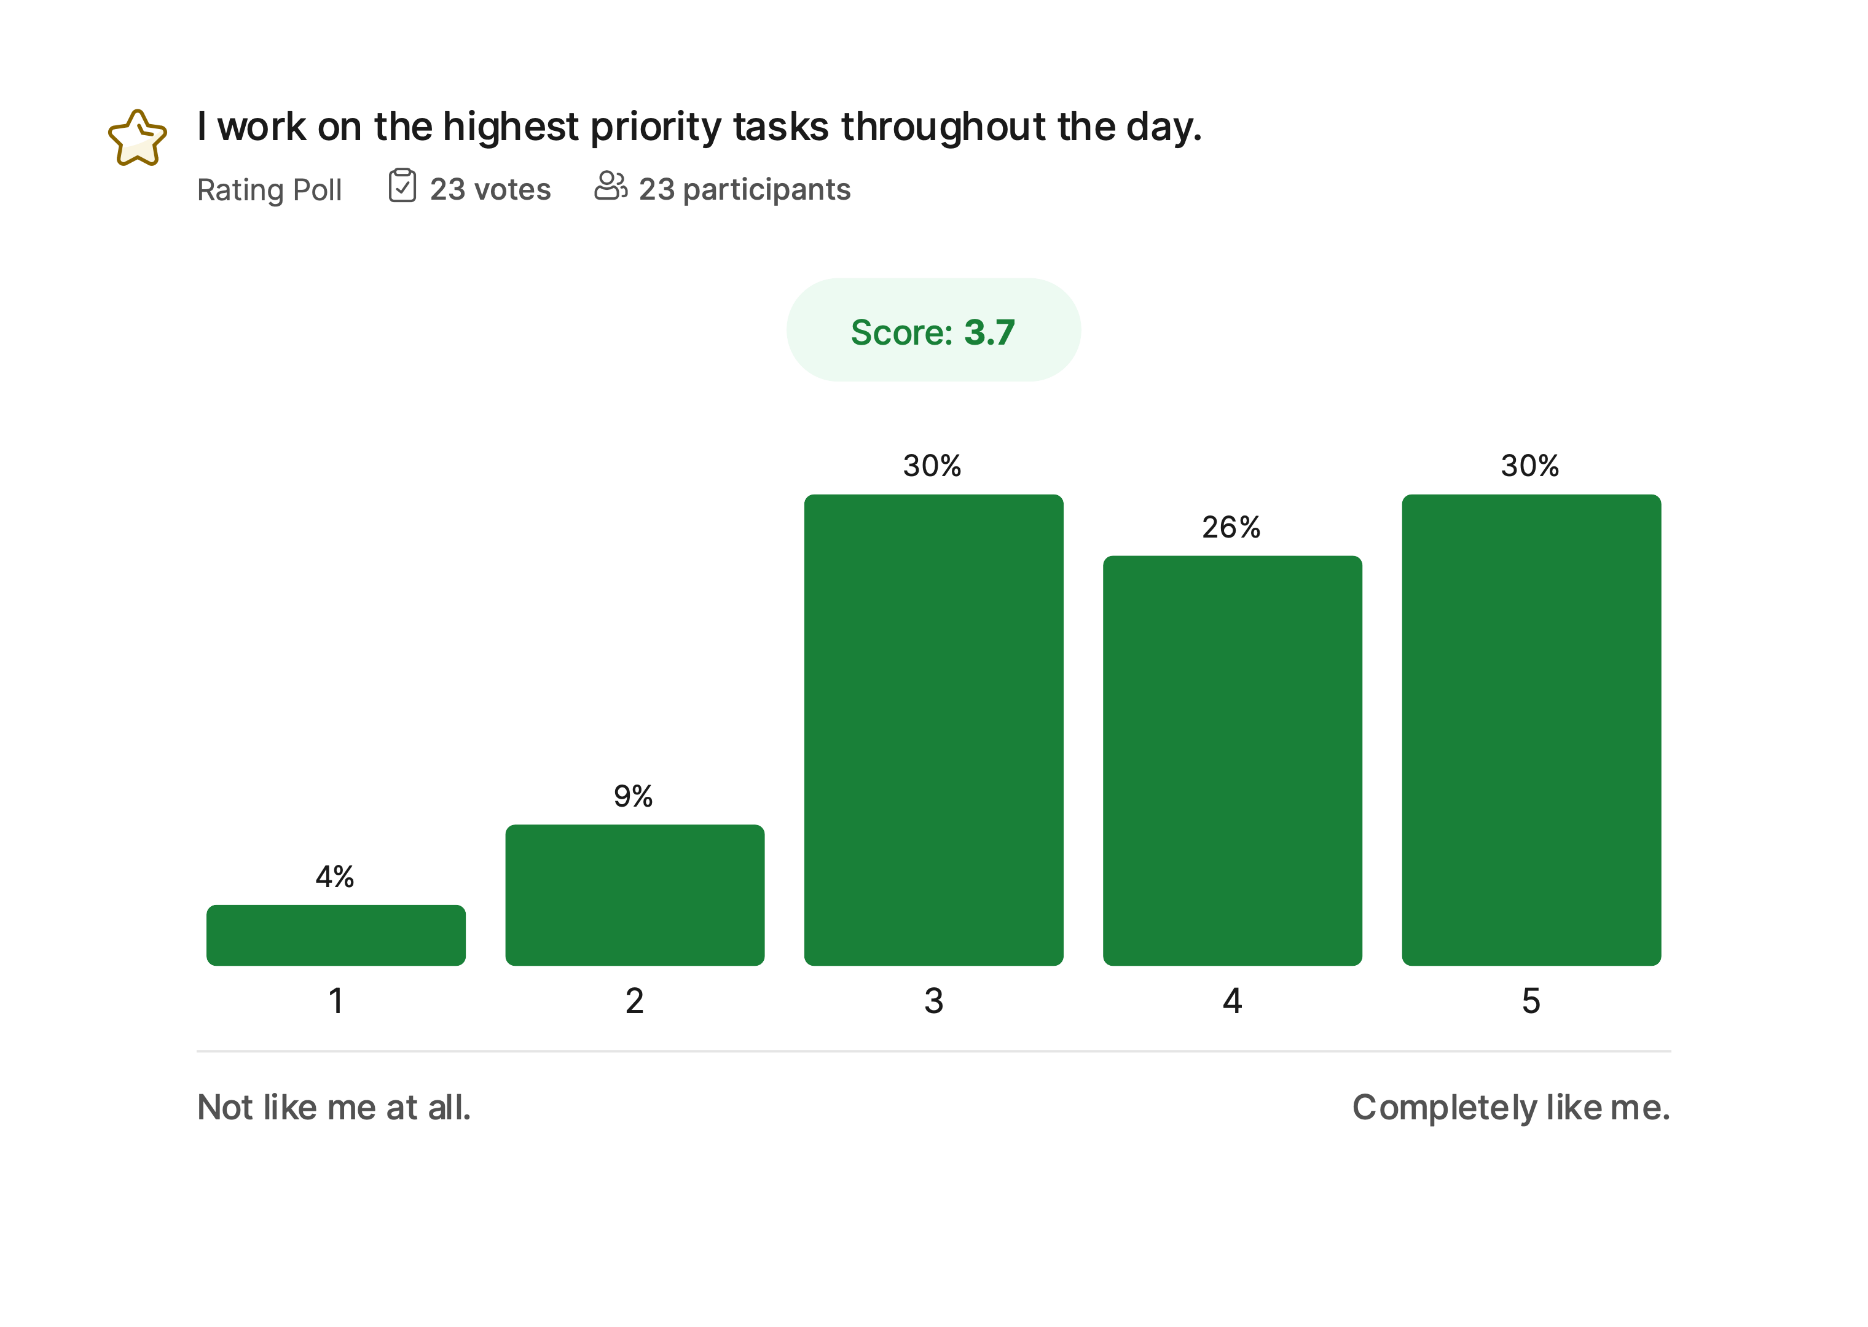 I work on the highest priority tasks throughout the day.
Rating Poll 23 votes 23 participants
Score: 3.7
30% 30%
26%
9%
4%
1 2 3 4 5
Not like me at all. Completely like me.